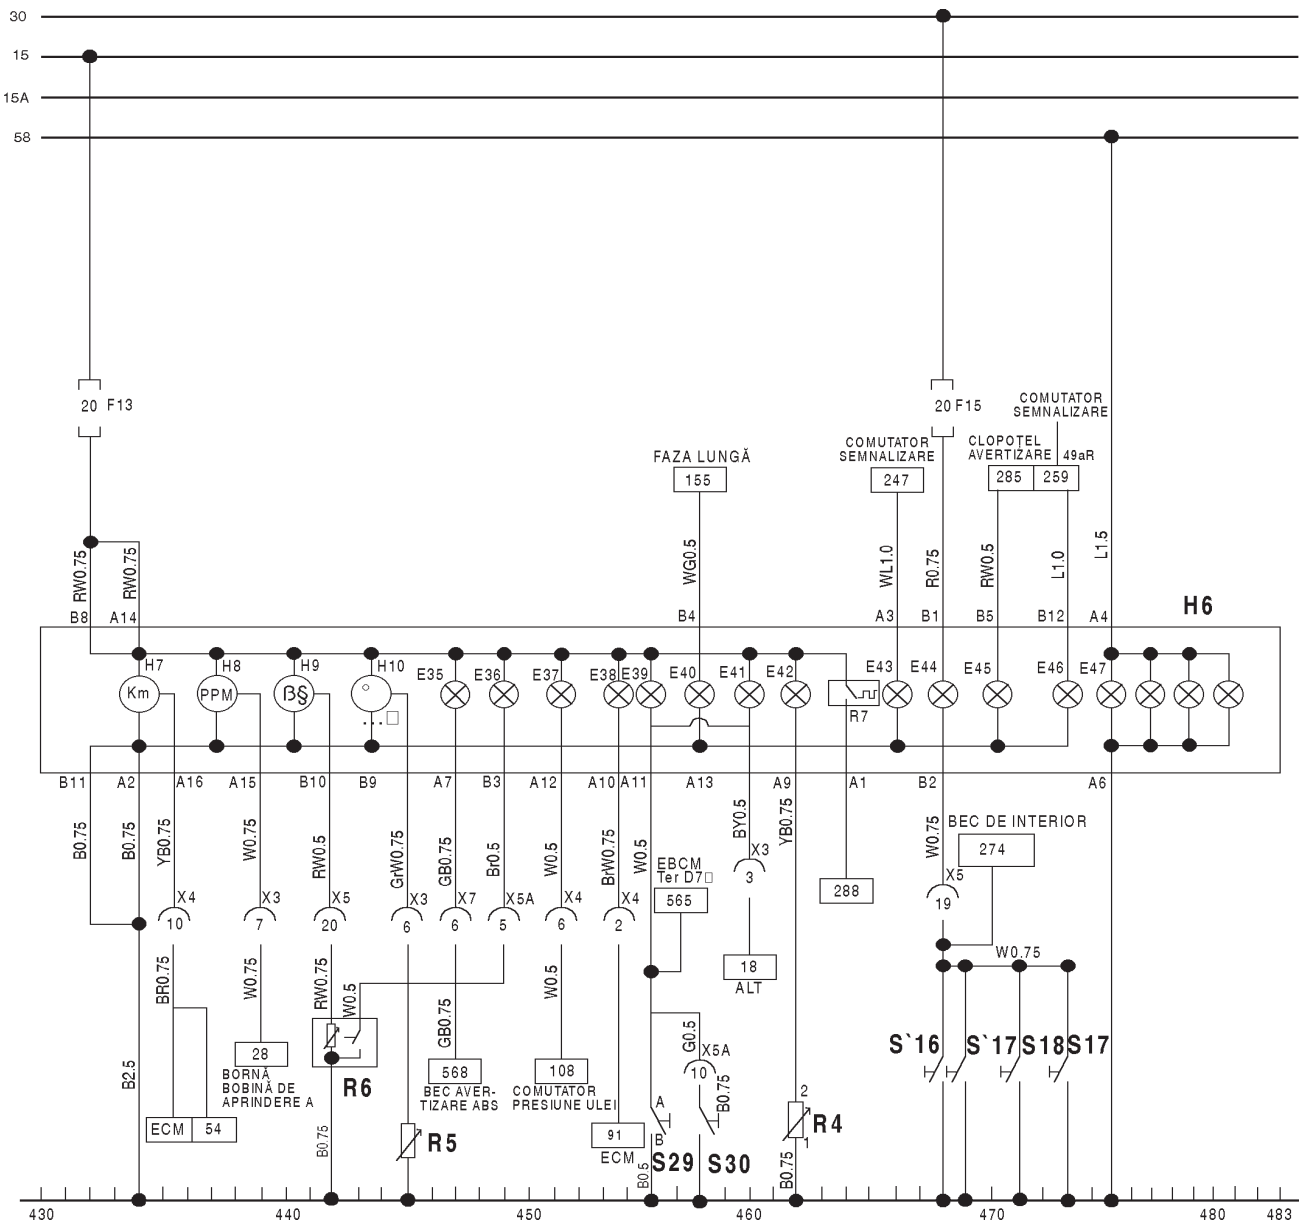 30
15
15A
58
20 F13
20 F15
COMUTATOR
SEMNALIZARE
FAZA LUNGĂ
155
COMUTATOR
SEMNALIZARE
247
CLOPOȚEL
AVERTIZARE
49aR
285
259
RW0.75
RW0.75
WG0.5
WL1.0
R0.75
RW0.5
L1.0
L1.5
B8
A14
B4
A3
B1
B5
B12
A4
H6
H7
H8
H9
H10
E35
E36
E37
E38
E39
E40
E41
E42
E43
E44
E45
E46
E47
Km
PPM
ß§
R7
B11
A2
A16
A15
B10
B9
A7
B3
A12
A10
A11
A13
A9
A1
B2
A6
B0.75
B0.75
YB0.75
W0.75
RW0.5
GrW0.75
GB0.75
Br0.5
W0.5
BrW0.75
W0.5
BY0.5
YB0.75
W0.75
BEC DE INTERIOR
274
X3
3
EBCM
Ter D7
565
288
X5
19
X4
10
X3
7
X5
20
X3
6
X7
6
X5A
5
X4
6
X4
2
W0.75
18
ALT
BR0.75
W0.75
RW0.75
W0.5
GB0.75
W0.5
G0.5
X5A
10
B0.75
S`16
S`17
S18
S17
28
BORNĂ
BOBINĂ DE
APRINDERE A
R6
568
BEC AVER-
TIZARE ABS
108
COMUTATOR
PRESIUNE ULEI
B2.5
ECM
54
B0.75
R5
91
ECM
A
B
B0.5
S29
S30
2
1
R4
B0.75
430
440
450
460
470
480
483